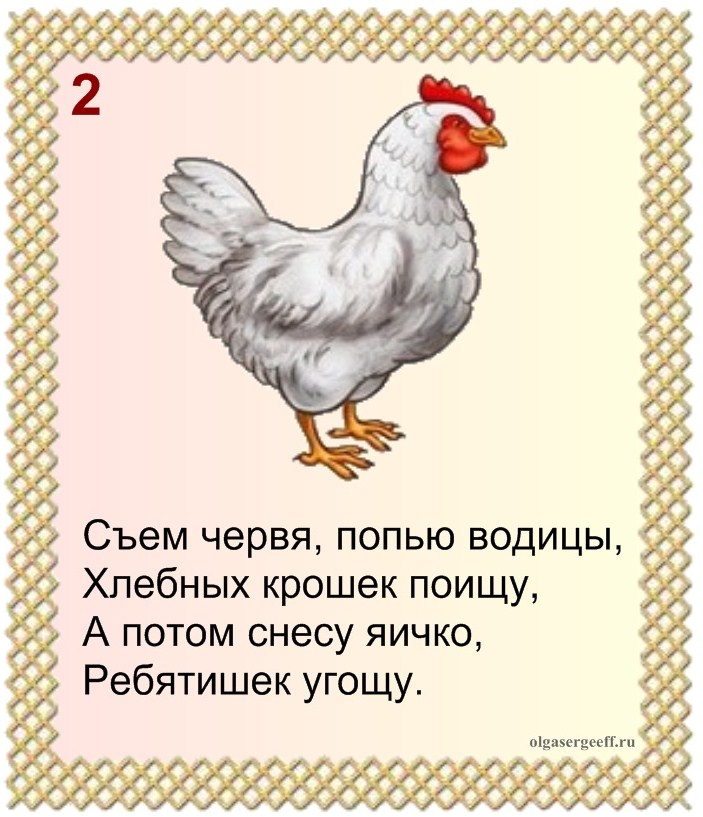 2
Съем червя, попью водицы,
Хлебных крошек поищу,
А потом снесу яичко,
Ребятишек угощу.
olgasergeeff.ru